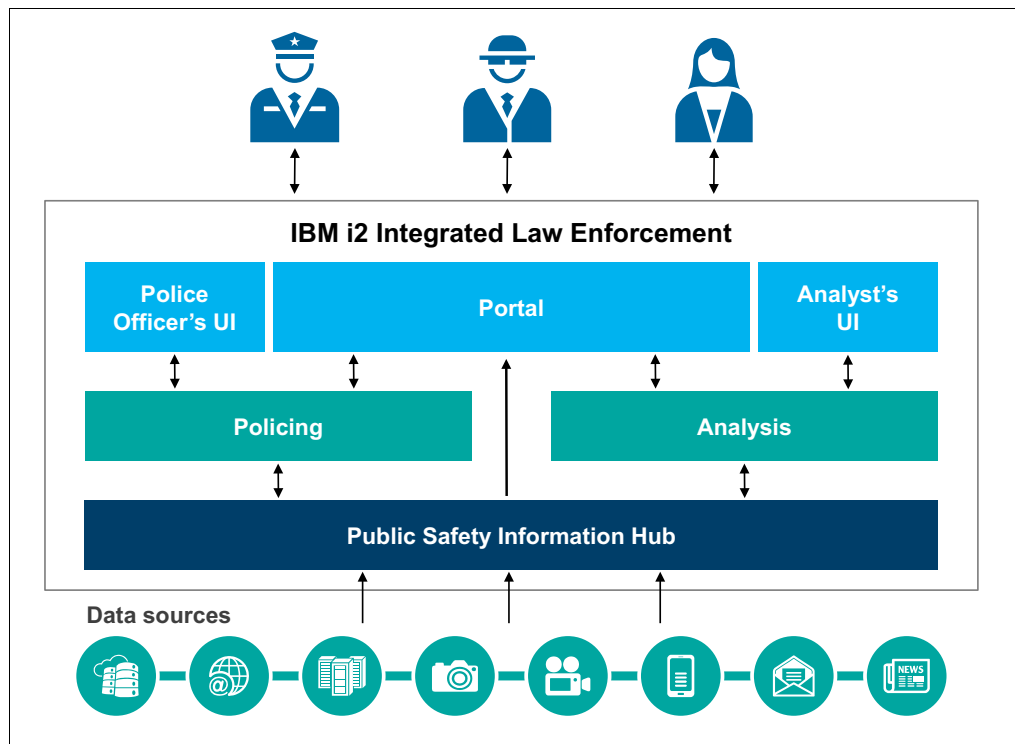 IBM i2 Integrated Law Enforcement
Police
Officer’s UI
Portal
Analyst’s
UI
Policing
Analysis
Public Safety Information Hub
Data sources
@
NEWS